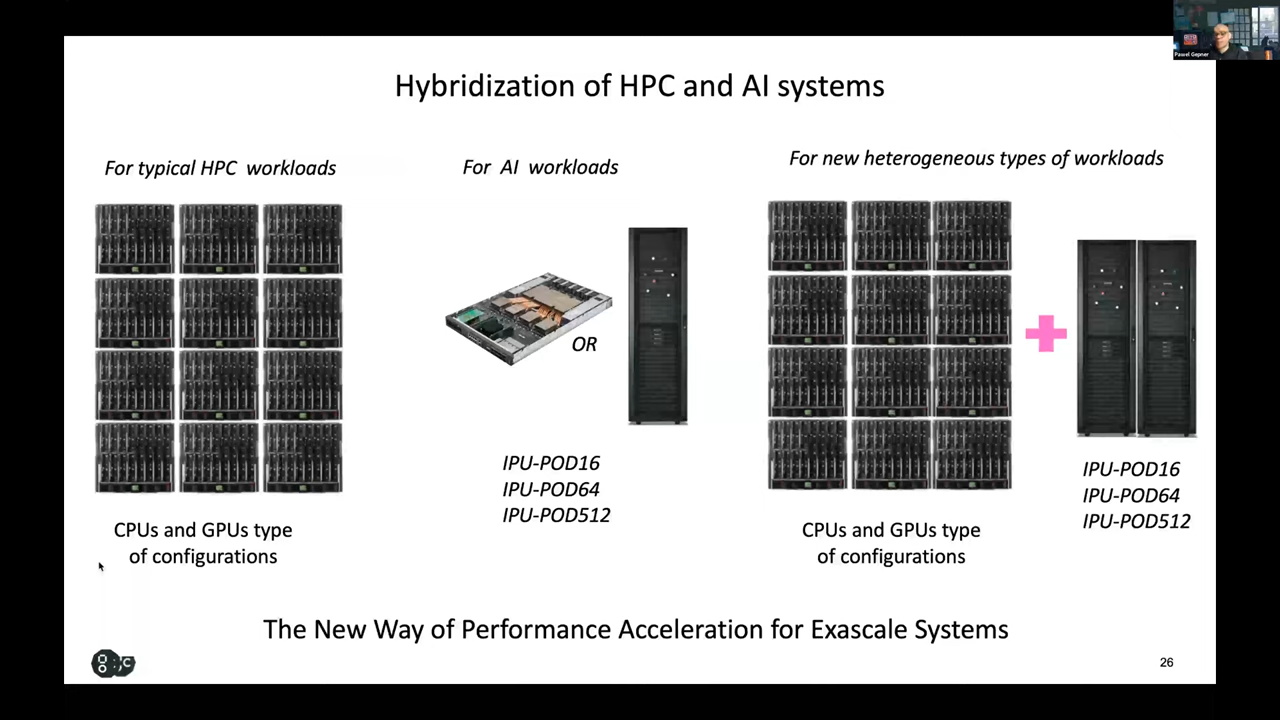 Pawel Gepner
Hybridization of HPC and AI systems
For typical HPC workloads
For AI workloads
For new heterogeneous types of workloads
OR
IPU-POD16
IPU-POD64
IPU-POD512
IPU-POD16
IPU-POD64
IPU-POD512
CPUs and GPUs type
of configurations
CPUs and GPUs type
of configurations
The New Way of Performance Acceleration for Exascale Systems
26